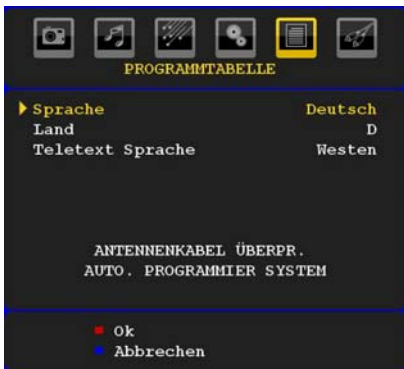 PROGRAMMTABELLE
Sprache Deutsch
Land D
Teletext Sprache Westen
ANTENNENKABEL ÜBERPR.
AUTO. PROGRAMMIER SYSTEM
Ok
Abbrechen